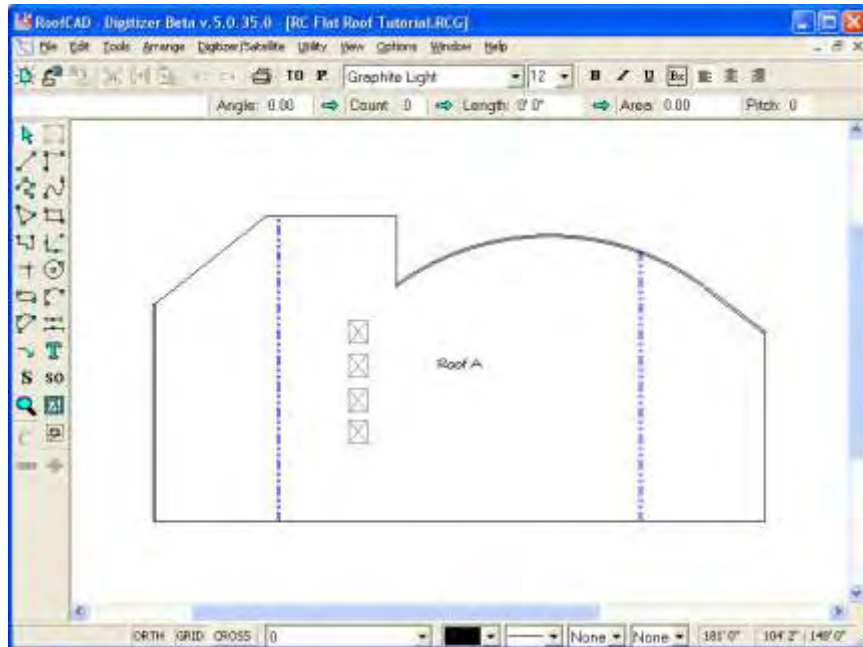 RoofCAD - Digitizer Beta v.5.0.35.0 - [RC Flat Roof Tutorial.RCG]
File Edit Tools Arrange Digitizer/Satellite Utility View Options Window Help
TO P. Graphite Light 12 B I U
Angle: 0.00 Count: 0 Length: 0' 0" Area: 0.00 Pitch: 0
Roof A
T
S SO
ORTH GRID CROSS 0 None None 181' 0" 104' 2" 148' 0"